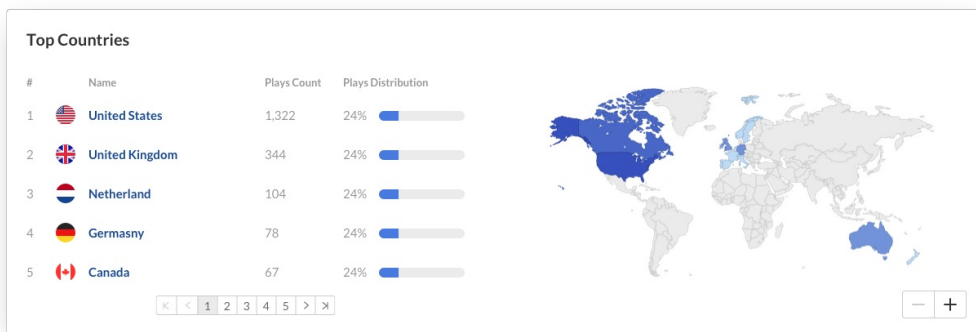 Top Countries
# Name Plays Count Plays Distribution
1 United States 1,322 24%
2 United Kingdom 344 24%
3 Netherland 104 24%
4 Germasny 78 24%
5 Canada 67 24%
1 2 3 4 5